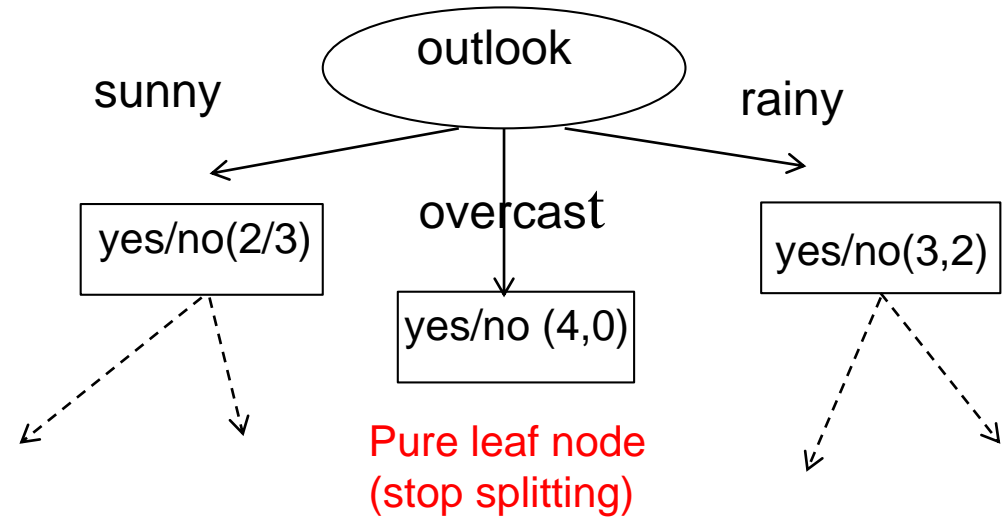 outlook
sunny
rainy
overcast
yes/no(2/3)
yes/no (4,0)
yes/no(3,2)
Pure leaf node
(stop splitting)